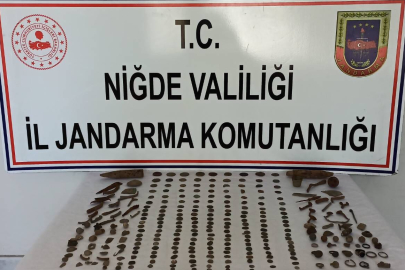 T.C.
NİĞDE VALİLİĞİ
İL JANDARMA KOMUTANLIĞI